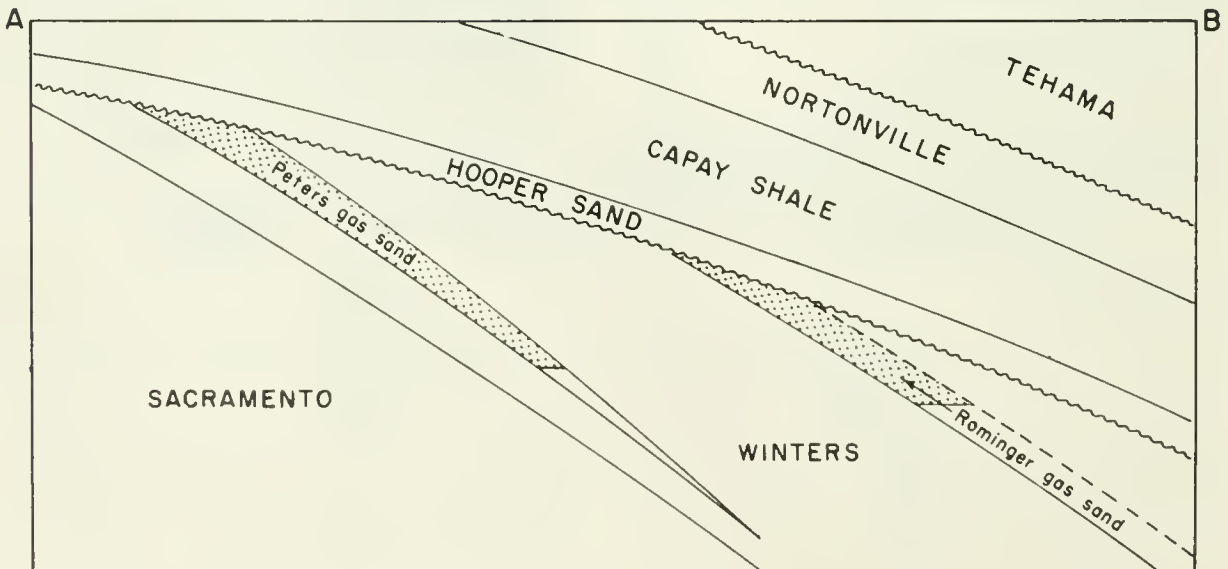 A
B
TEHAMA
NORTONVILLE
CAPAY SHALE
HOOPER SAND
Peters gas sand
SACRAMENTO
WINTERS
Rominger gas sand